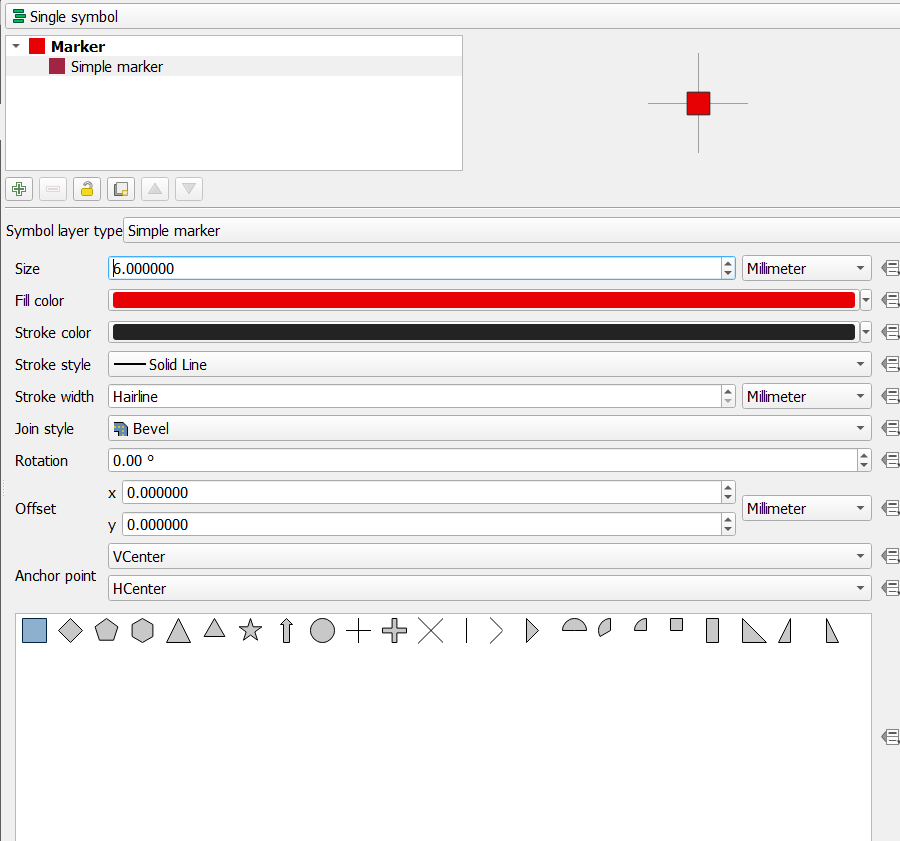 Single symbol
Marker
Simple marker
Symbol layer type Simple marker
Size 6.000000 Millimeter
Fill color
Stroke color
Stroke style Solid Line
Stroke width Hairline Millimeter
Join style Bevel
Rotation 0.00 °
x 0.000000
Offset Millimeter
y 0.000000
VCenter
Anchor point
HCenter